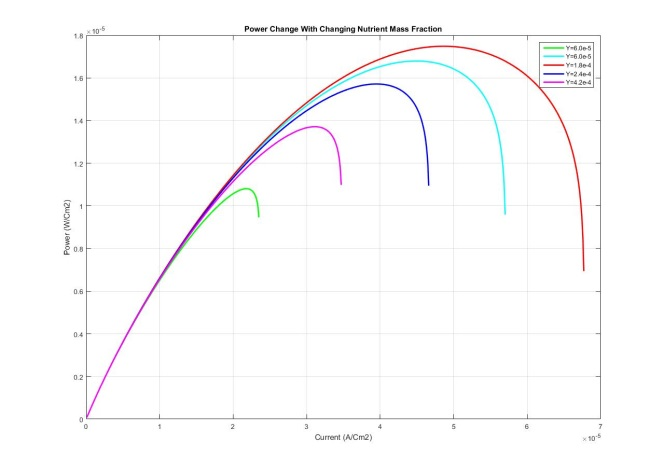 Power Change With Changing Nutrient Mass Fraction
×10⁻⁵
1.8
1.6
1.4
1.2
1
0.8
0.6
0.4
0.2
0
Power (W/Cm2)
Y=6.0e-5
Y=6.0e-5
Y=1.8e-4
Y=2.4e-4
Y=4.2e-4
0 1 2 3 4 5 6 7
Current (A/Cm2)
×10⁻⁵